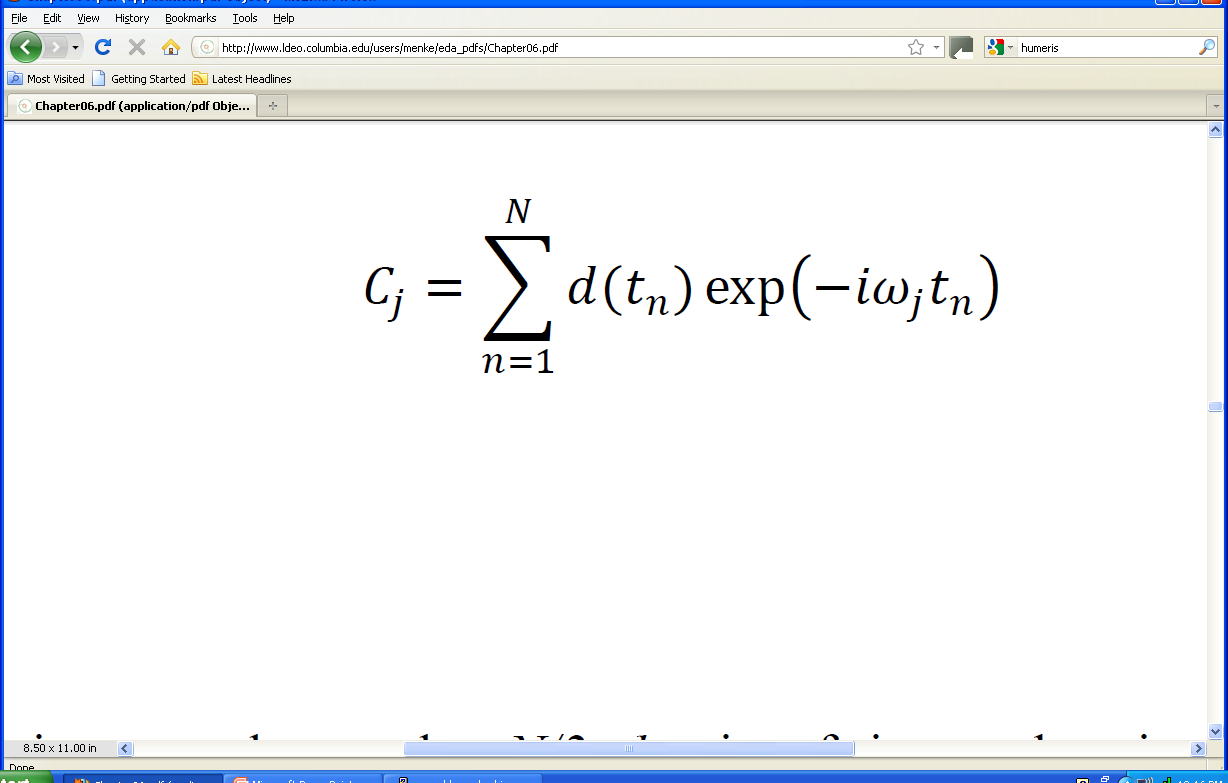 File Edit View History Bookmarks Tools Help
http://www.ldeo.columbia.edu/users/menke/eda_pdfs/Chapter06.pdf
humeris
Most Visited Getting Started Latest Headlines
Chapter06.pdf (application/pdf Obje...
N
C_j = ∑ d(t_n) exp(−iω_j t_n)
n=1
8.50 x 11.00 in
Done